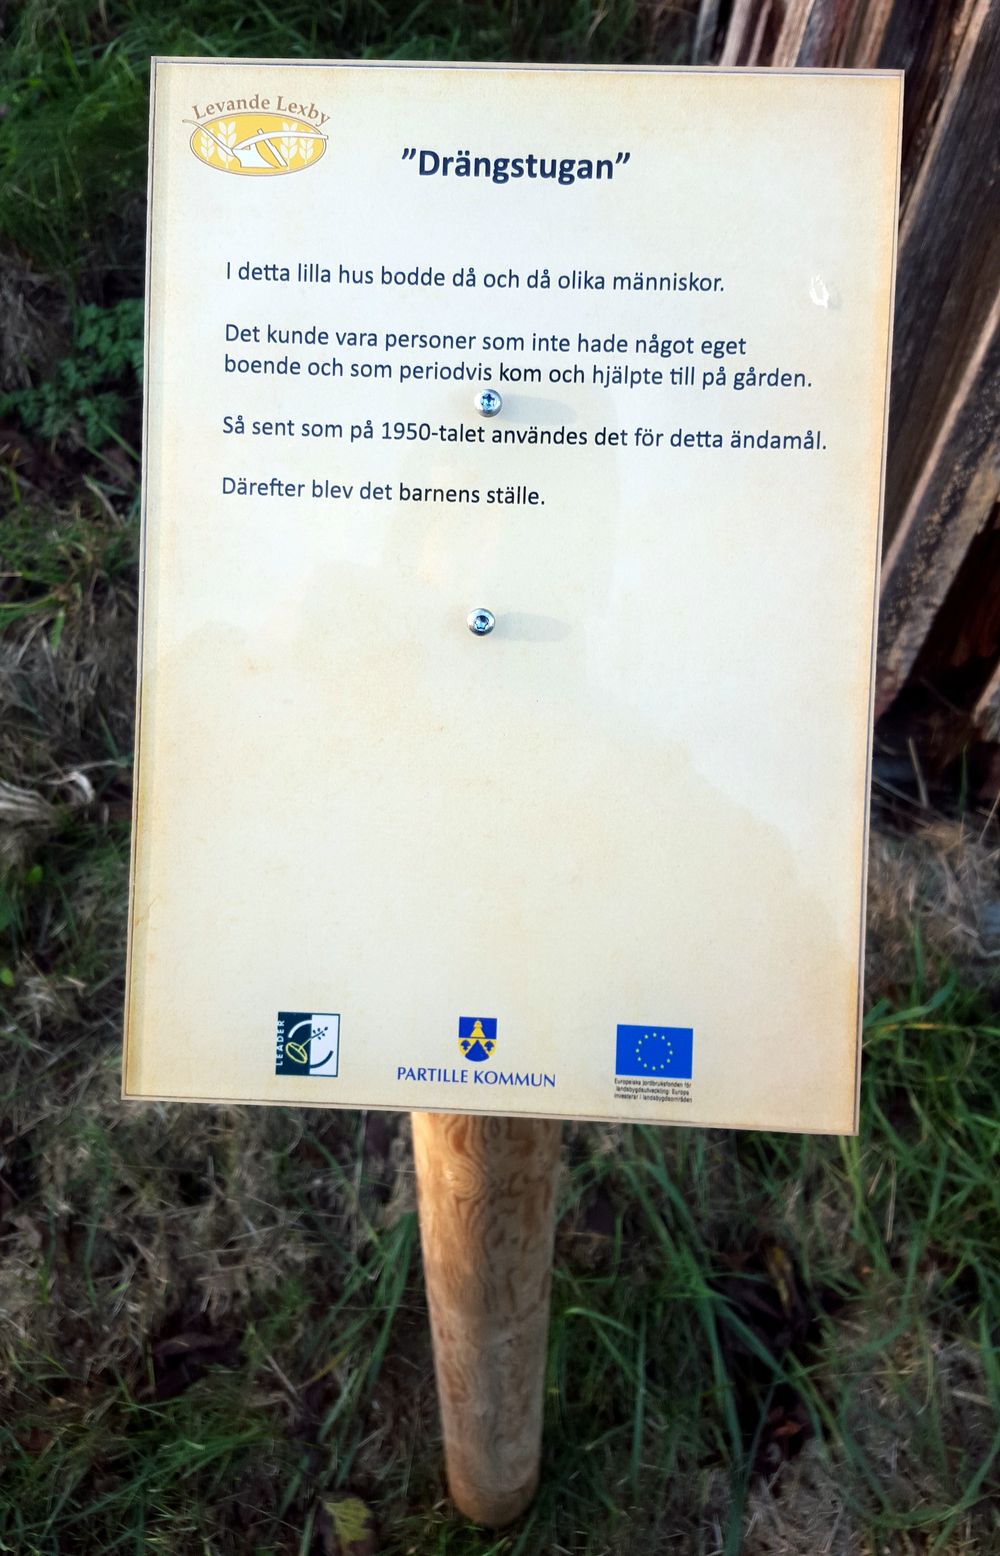 Levande Lexby
”Drängstugan”
I detta lilla hus bodde då och då olika människor.
Det kunde vara personer som inte hade något eget
boende och som periodvis kom och hjälpte till på gården.
Så sent som på 1950-talet användes det för detta ändamål.
Därefter blev det barnens ställe.
LEADER
PARTILLE KOMMUN
Europeiska jordbruksfonden för
landsbygdsutveckling: Europa
investerar i landsbygdsområden